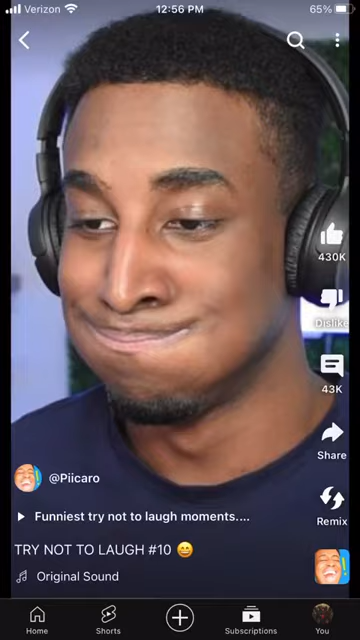 Verizon
12:56 PM
65%
430K
Dislike
43K
Share
@Piicaro
Funniest try not to laugh moments....
Remix
TRY NOT TO LAUGH #10 😄
Original Sound
Home
Shorts
Subscriptions
You